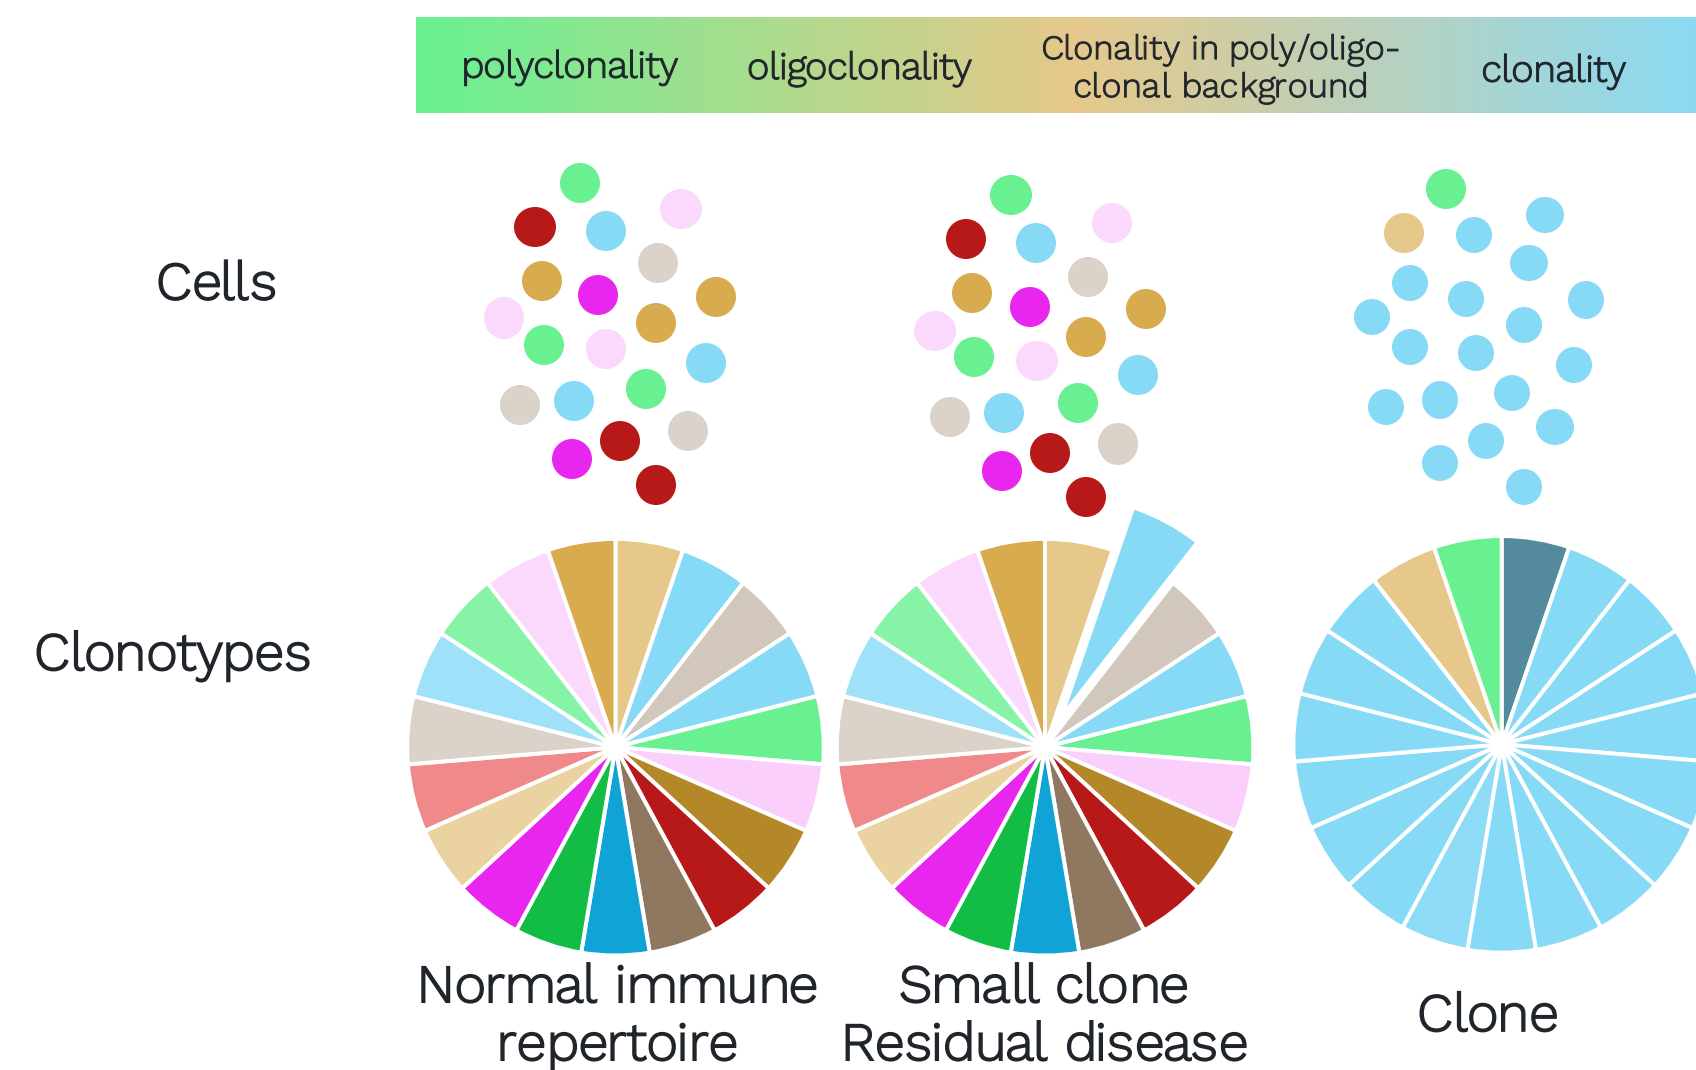 polyclonality
oligoclonality
Clonality in poly/oligo-
clonal background
clonality
Cells
Clonotypes
Normal immune
repertoire
Small clone
Residual disease
Clone